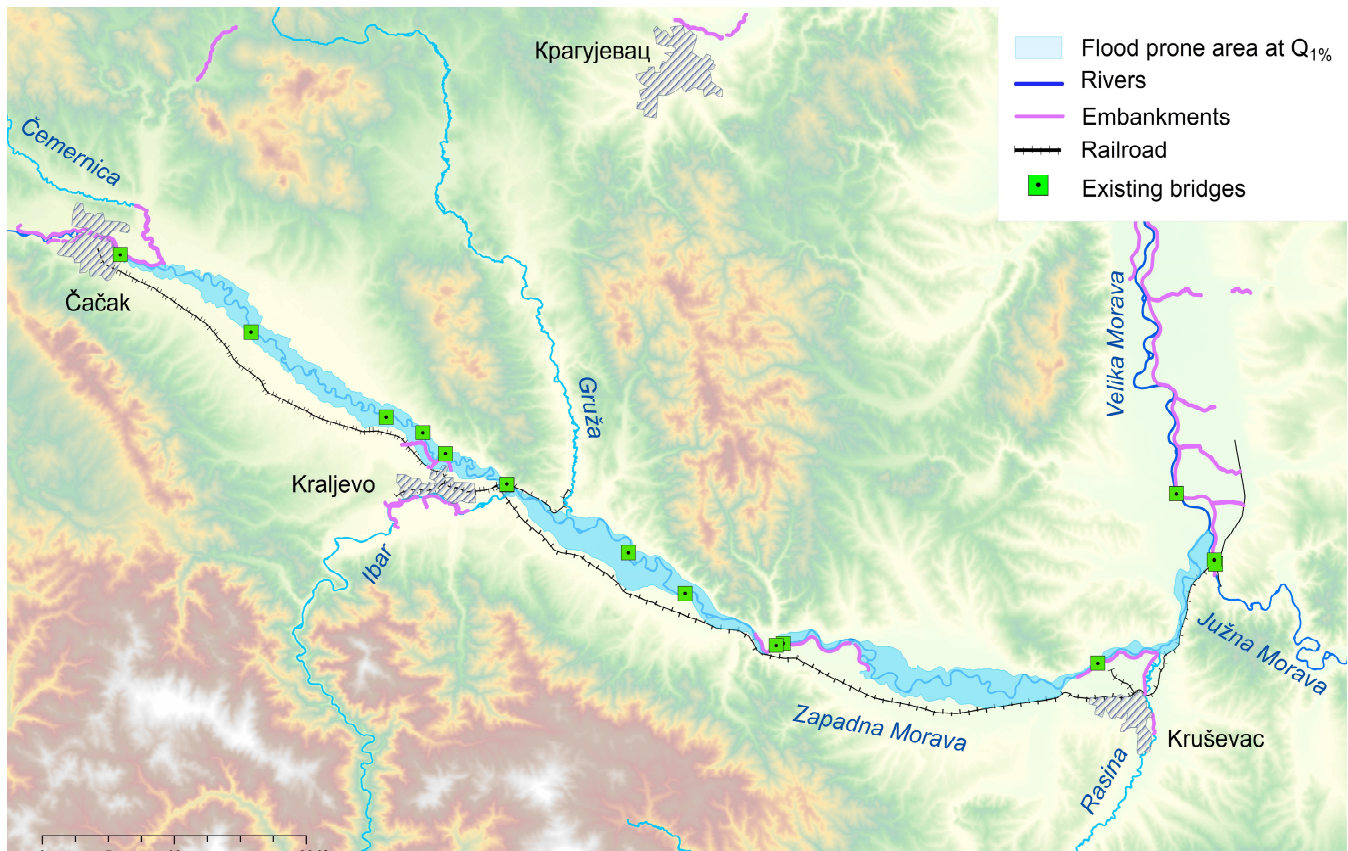 Крагујевац
Flood prone area at Q1%
Rivers
Embankments
Railroad
Existing bridges
Čemernica
Čačak
Velika Morava
Gruža
Kraljevo
Ibar
Južna Morava
Zapadna Morava
Kruševac
Rasina